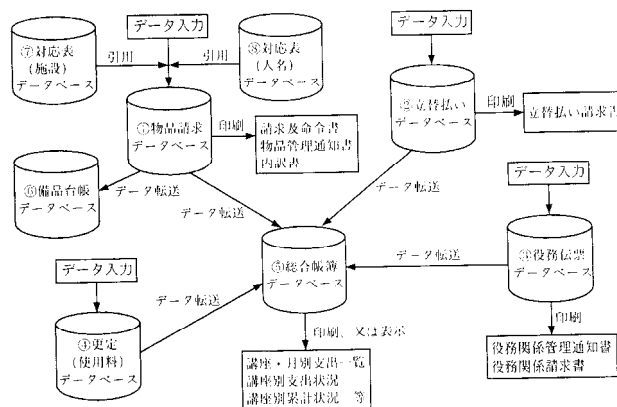 データ入力
⑦対応表
(施設)
データベース
引用
引用
⑧対応表
(人名)
データベース
データ入力
①物品請求
データベース
印刷
請求及命令書
物品管理通知書
内訳書
②立替払い
データベース
印刷
立替払い請求書
⑥備品台帳
データベース
データ転送
データ転送
データ転送
データ入力
③役務伝票
データベース
データ転送
⑤総合帳簿
データベース
データ入力
④更定
(使用料)
データベース
データ転送
印刷、又は表示
講座・月別支出一覧
講座別支出状況
講座別累計状況 等
印刷
役務関係管理通知書
役務関係請求書